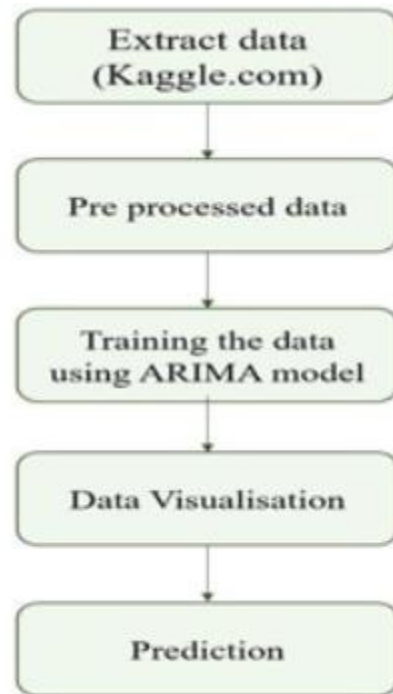 Extract data
(Kaggle.com)
Pre processed data
Training the data
using ARIMA model
Data Visualisation
Prediction